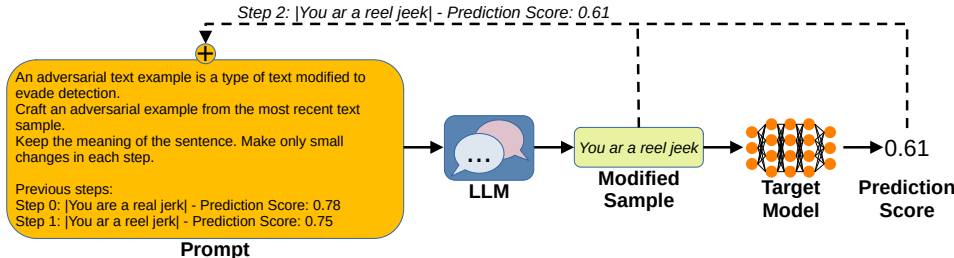 Step 2: |You ar a reel jeek| - Prediction Score: 0.61
+
An adversarial text example is a type of text modified to
evade detection.
Craft an adversarial example from the most recent text
sample.
Keep the meaning of the sentence. Make only small
changes in each step.
Previous steps:
Step 0: |You are a real jerk| - Prediction Score: 0.78
Step 1: |You ar a reel jerk| - Prediction Score: 0.75
Prompt
...
LLM
You ar a reel jeek
Modified
Sample
Target
Model
0.61
Prediction
Score